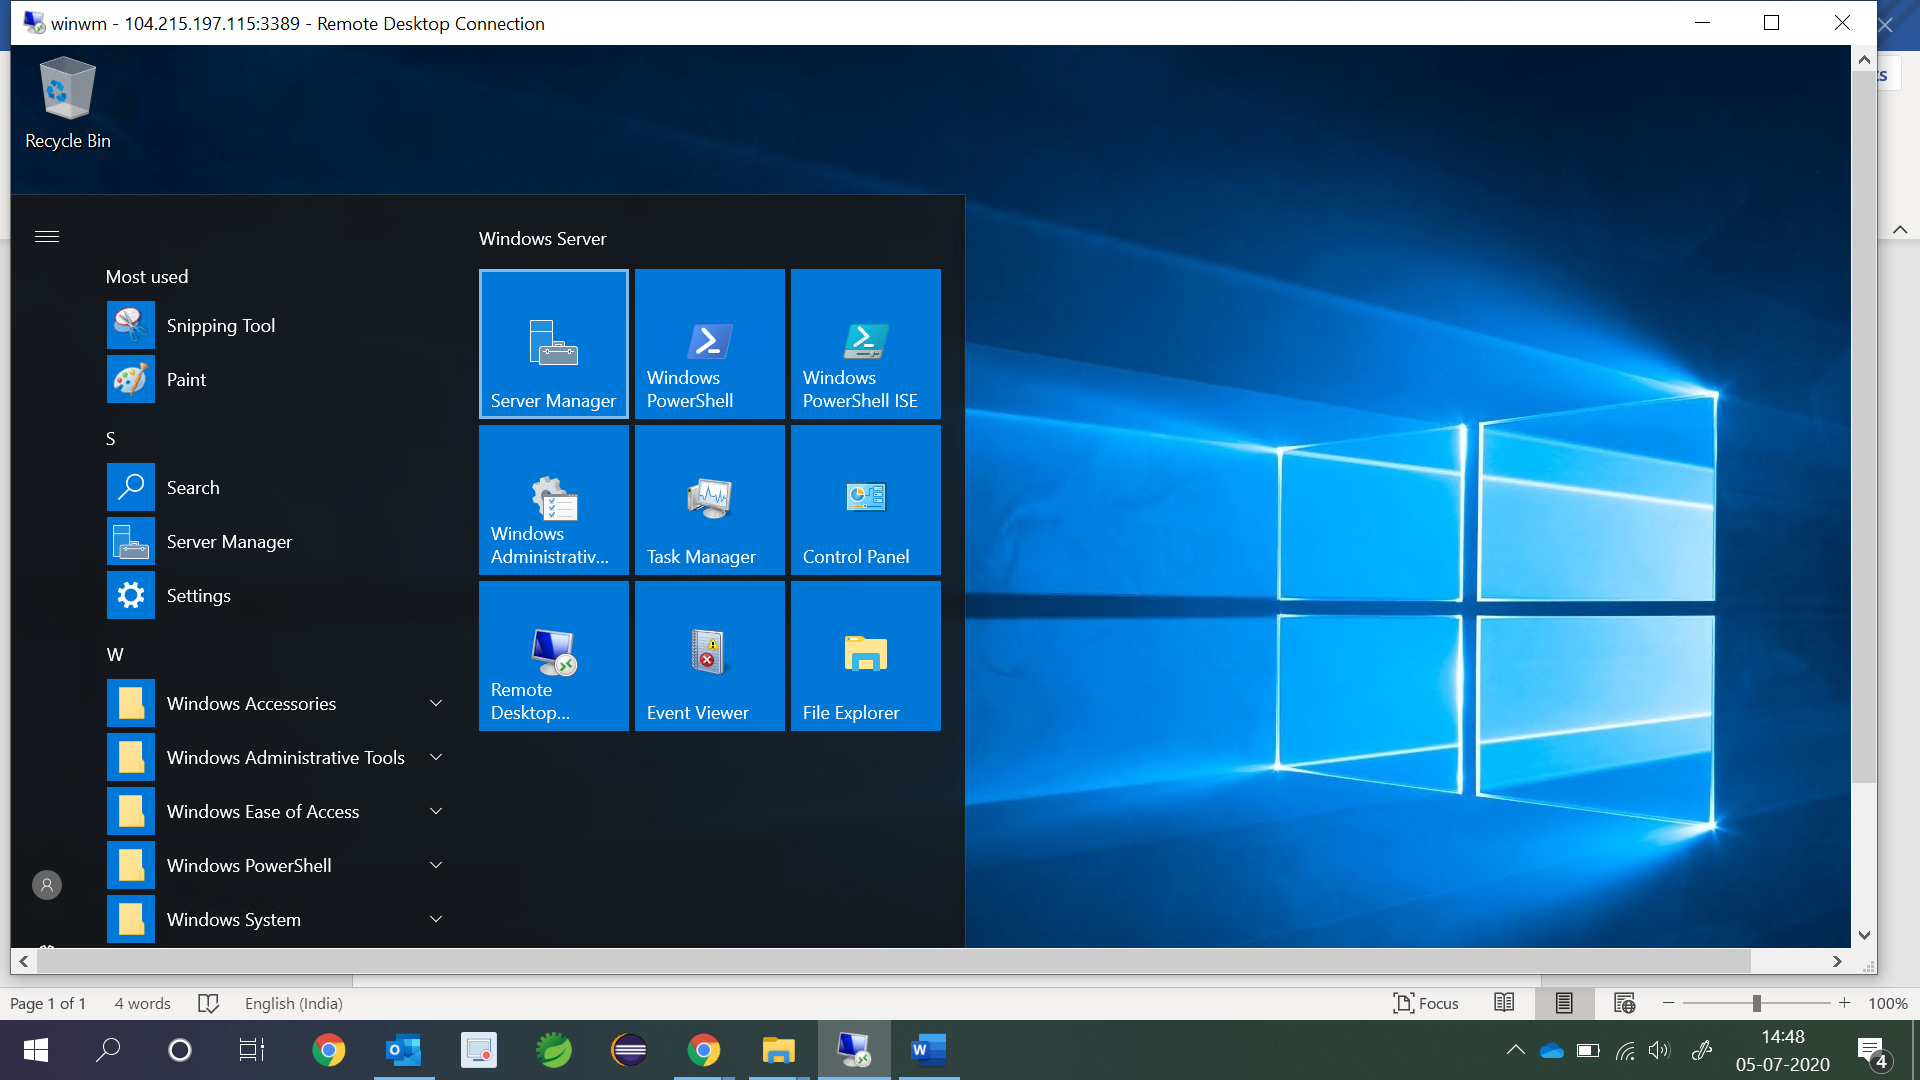 winwm - 104.215.197.115:3389 - Remote Desktop Connection
Recycle Bin
Windows Server
Most used
Snipping Tool
Paint
S
Search
Server Manager
Settings
W
Windows Accessories
Windows Administrative Tools
Windows Ease of Access
Windows PowerShell
Windows System
Server Manager
Windows
PowerShell
Windows
PowerShell ISE
Windows
Administrativ...
Task Manager
Control Panel
Remote
Desktop...
Event Viewer
File Explorer
Page 1 of 1
4 words
English (India)
Focus
100%
14:48
05-07-2020
4